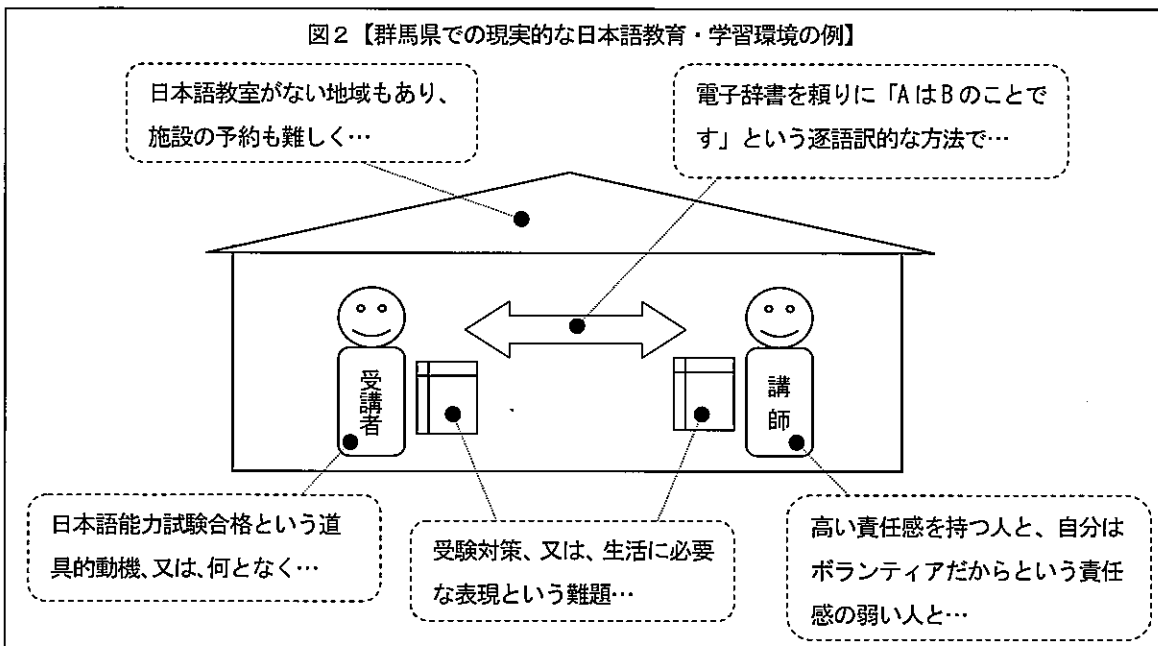 図2【群馬県での現実的な日本語教育・学習環境の例】
日本語教室がない地域もあり、
施設の予約も難しく…
電子辞書を頼りに「AはBのことで
す」という逐語訳的な方法で…
受講者
講師
日本語能力試験合格という道
具的動機、又は、何となく…
受験対策、又は、生活に必要
な表現という難題…
高い責任感を持つ人と、自分は
ボランティアだからという責任
感の弱い人と…